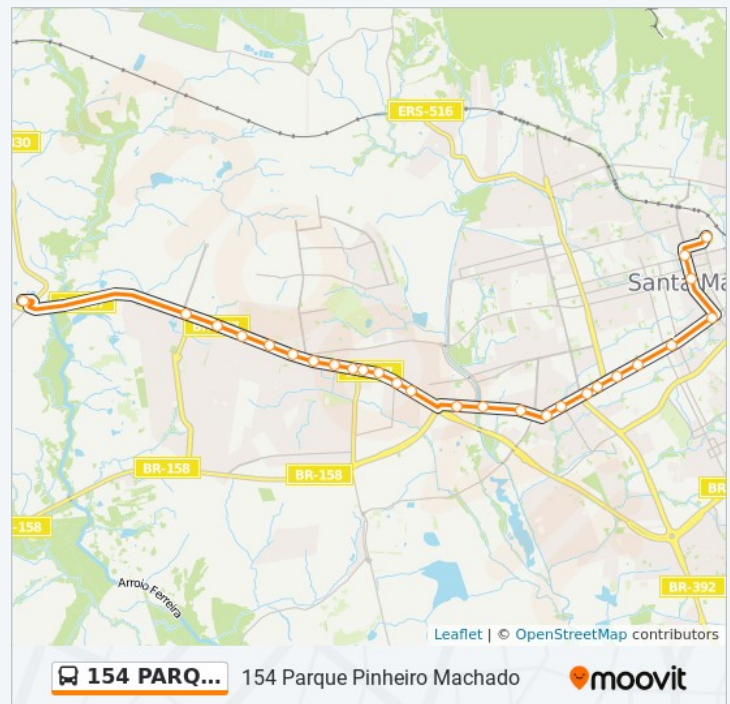 ERS-516
30
Santa Ma
BR-158
BR-158
BR
-158
BR-392
Arroio Ferreira
Leaflet | © OpenStreetMap contributors
154 PARQ...
154 Parque Pinheiro Machado
moovit